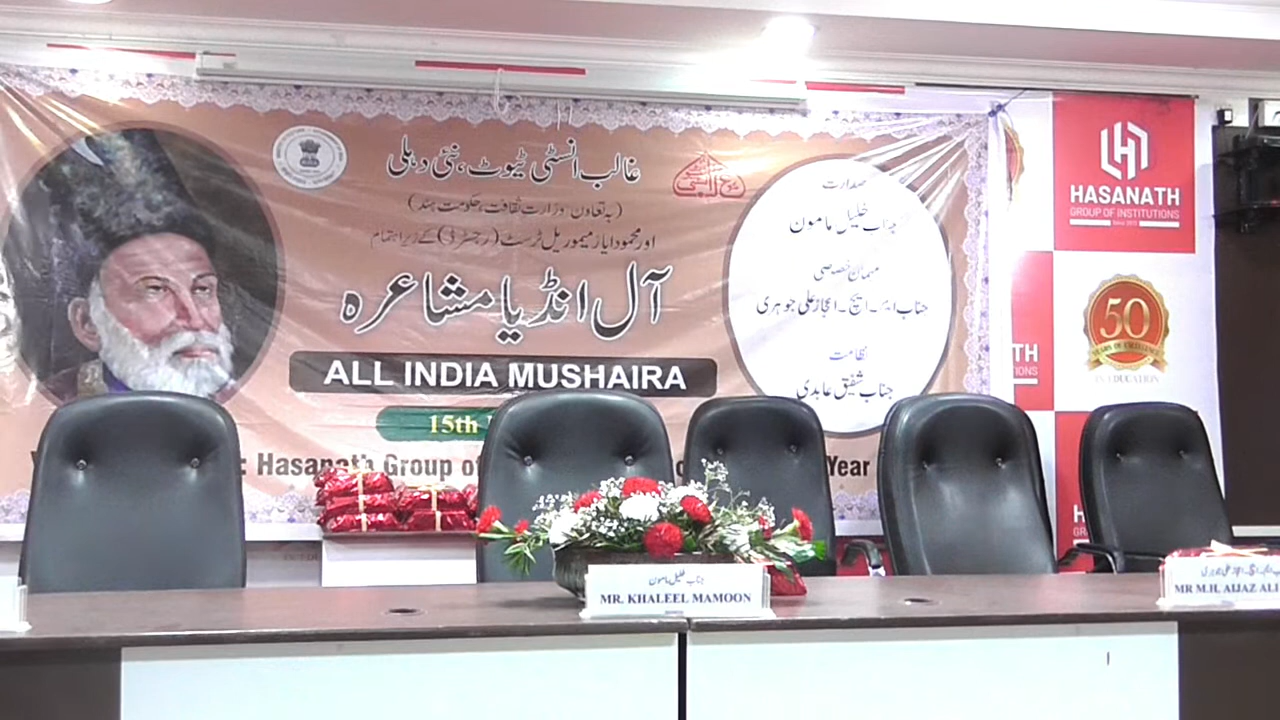 غالب انسٹی ٹیوٹ، نئی دہلی
(بہ تعاون وزارت ثقافت، حکومت ہند)
اور محمود ایاز میموریل ٹرسٹ (رجسٹرڈ) کے زیر اہتمام
آل انڈیا مشاعرہ
ALL INDIA MUSHAIRA
15th
: Hasanath Group of
Year
صدارت
جناب خلیل مامون
مہمان خصوصی
جناب ایم۔ ایچ۔ اعجاز علی جوہری
نظامت
جناب شفیق عابدی
HASANATH
GROUP OF INSTITUTIONS
50
YEARS OF EXCELLENCE
IN EDUCATION
جناب خلیل مامون
MR. KHALEEL MAMOON
MR M.H. AIJAZ ALI